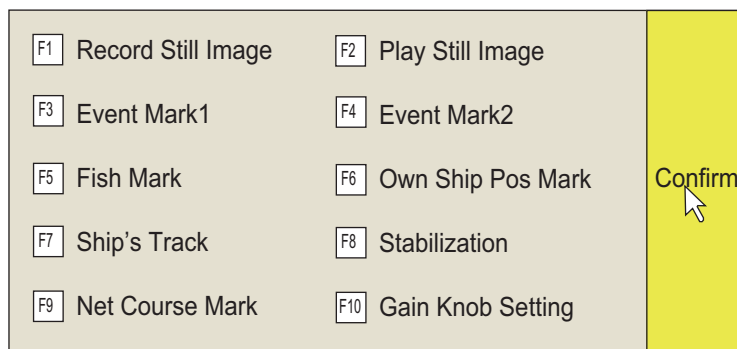 F1 Record Still Image F2 Play Still Image
F3 Event Mark1 F4 Event Mark2
F5 Fish Mark F6 Own Ship Pos Mark Confirm
F7 Ship's Track F8 Stabilization
F9 Net Course Mark F10 Gain Knob Setting